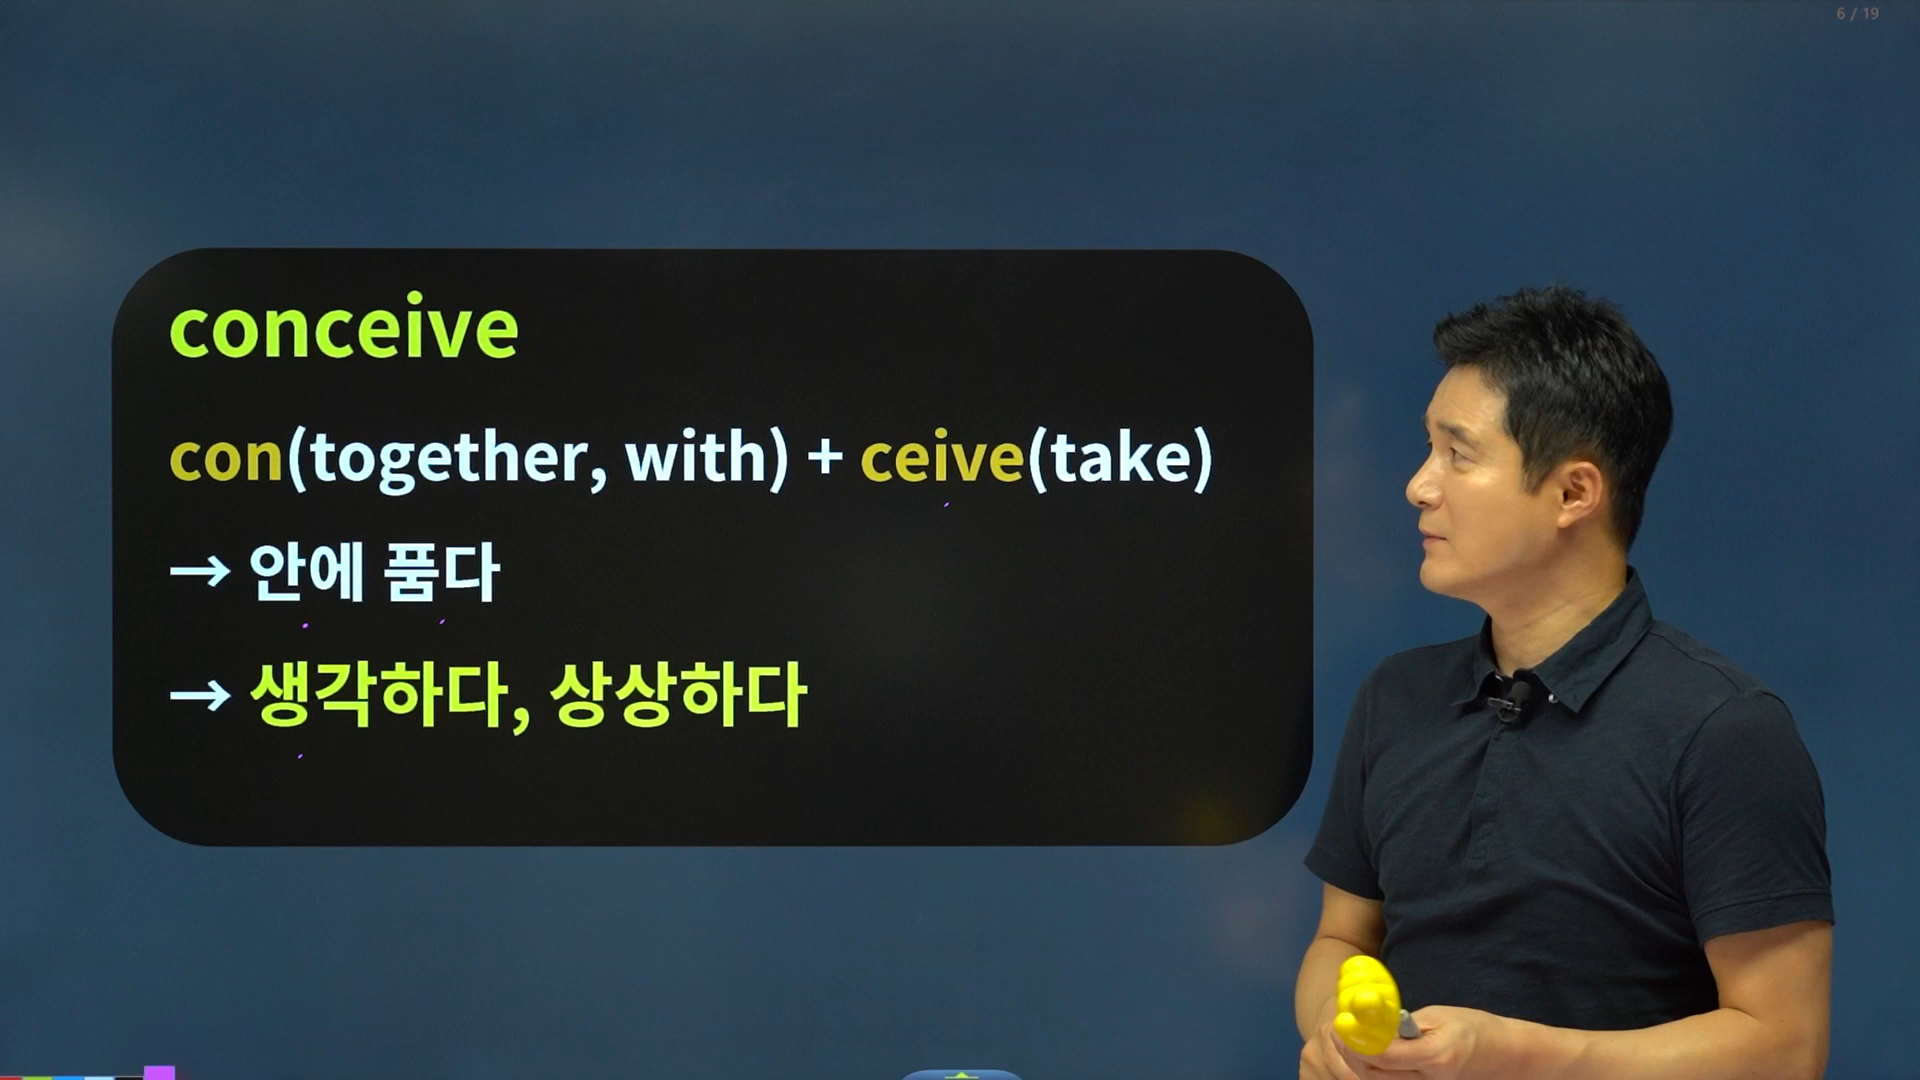 6 / 19
conceive
con(together, with) + ceive(take)
→ 안에 품다
→ 생각하다, 상상하다